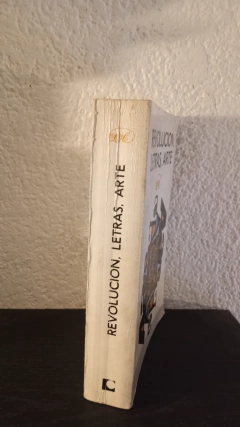 REVOLUCION, LETRAS, ARTE
REVOLUCION
LETRAS, ARTE